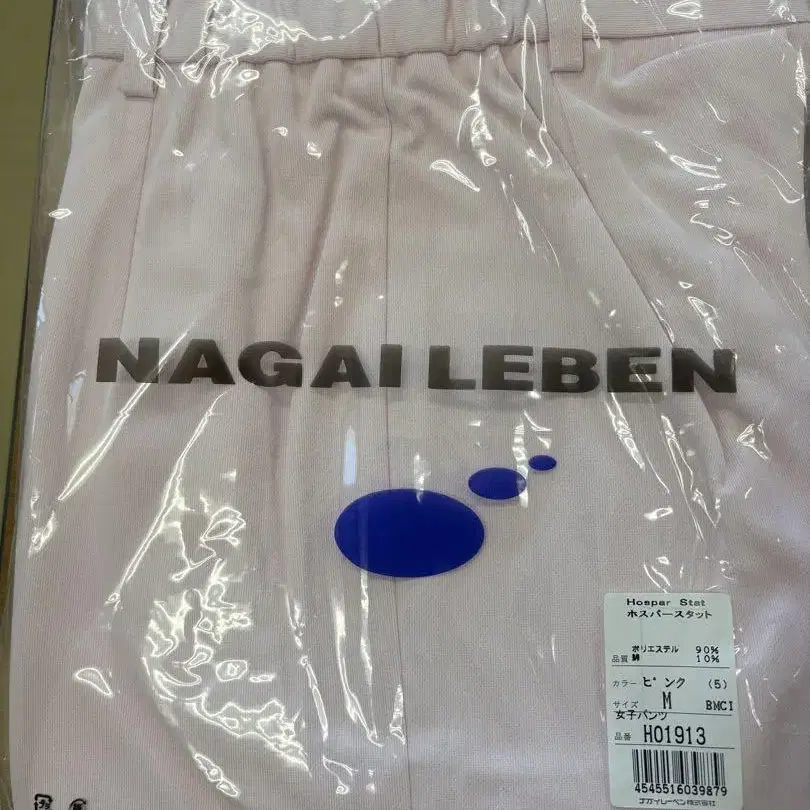 NAGAI LEBEN
Hospar Stat
ホスパースタット
ポリエステル 90%
品質 綿 10%
カラー ピンク (5)
サイズ M BMCI
女子パンツ
品番 HO1913
4545516039879
ナガイレーベン株式会社